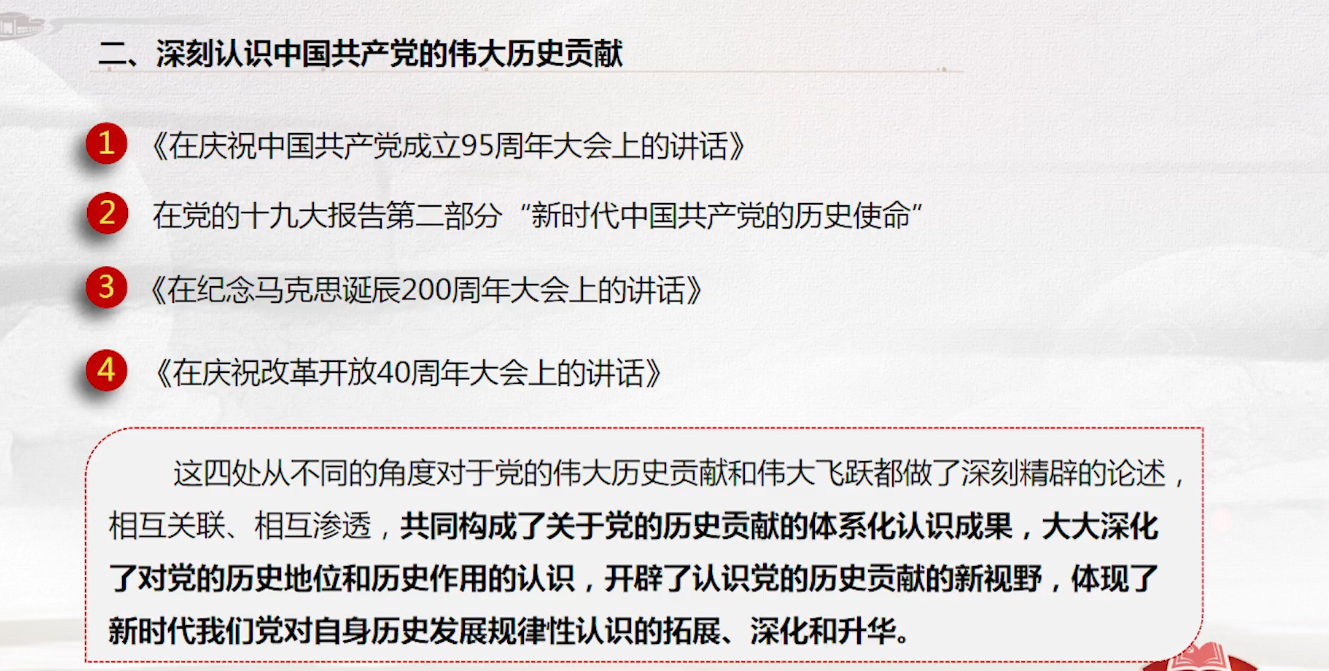 二、深刻认识中国共产党的伟大历史贡献
1 《在庆祝中国共产党成立95周年大会上的讲话》
2 在党的十九大报告第二部分“新时代中国共产党的历史使命”
3 《在纪念马克思诞辰200周年大会上的讲话》
4 《在庆祝改革开放40周年大会上的讲话》
这四处从不同的角度对于党的伟大历史贡献和伟大飞跃都做了深刻精辟的论述，
相互关联、相互渗透，共同构成了关于党的历史贡献的体系化认识成果，大大深化
了对党的历史地位和历史作用的认识，开辟了认识党的历史贡献的新视野，体现了
新时代我们党对自身历史发展规律性认识的拓展、深化和升华。